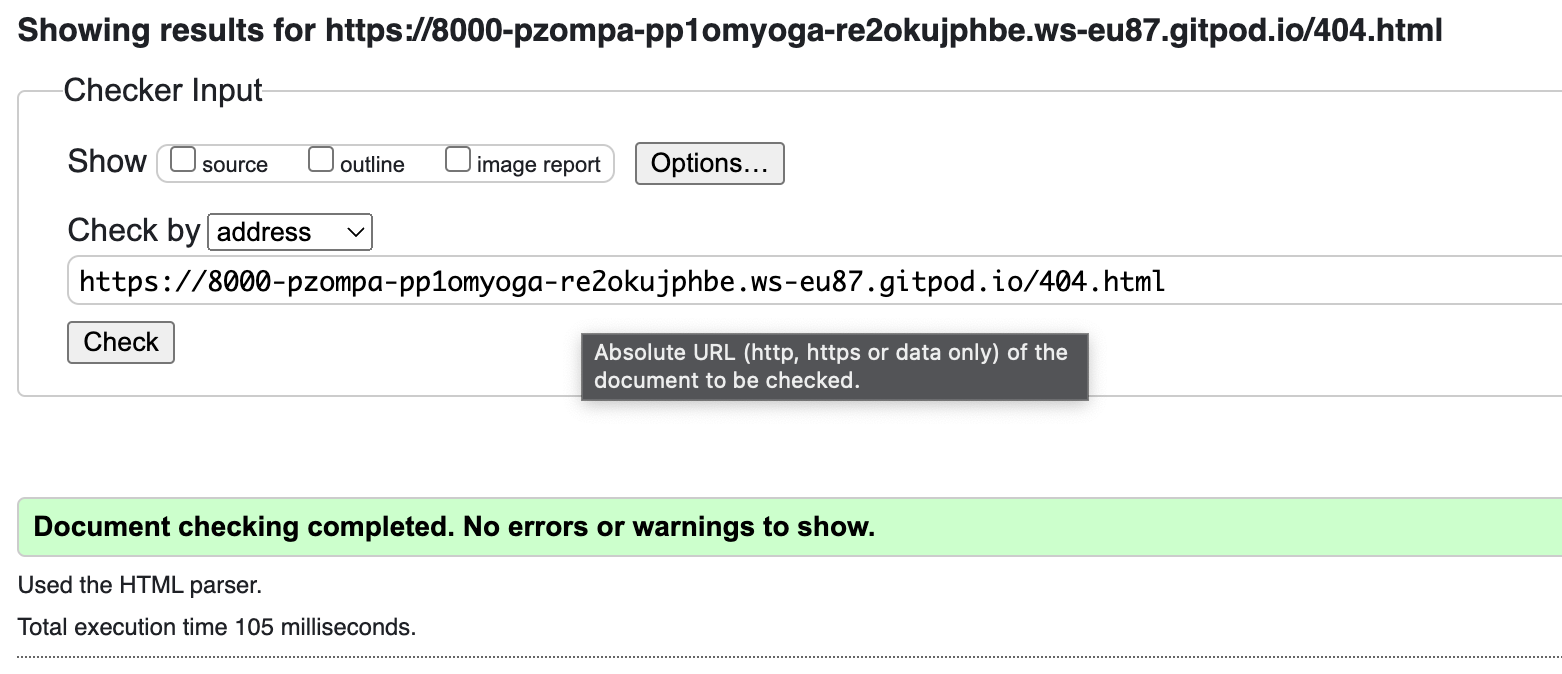 Showing results for https://8000-pzompa-pp1omyoga-re2okujphbe.ws-eu87.gitpod.io/404.html
Checker Input
Show source outline image report Options...
Check by address
https://8000-pzompa-pp1omyoga-re2okujphbe.ws-eu87.gitpod.io/404.html
Check
Absolute URL (http, https or data only) of the
document to be checked.
Document checking completed. No errors or warnings to show.
Used the HTML parser.
Total execution time 105 milliseconds.